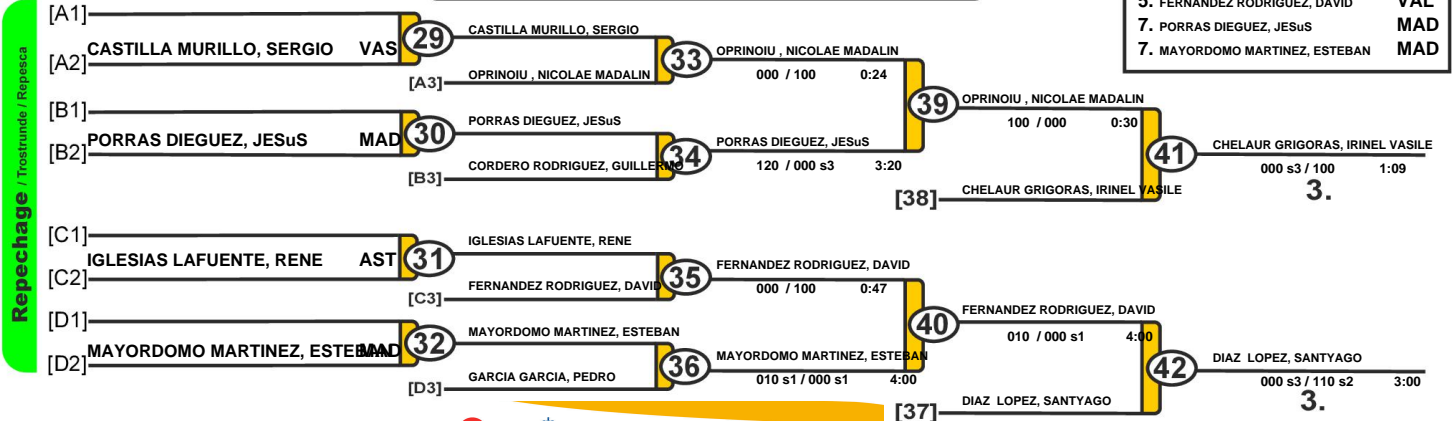 Repechage / Trostrunde / Repesca
5. FERNANDEZ RODRIGUEZ, DAVID VAL
7. PORRAS DIEGUEZ, JESuS MAD
7. MAYORDOMO MARTINEZ, ESTEBAN MAD
[A1]
CASTILLA MURILLO, SERGIO VAS
[A2]
29
CASTILLA MURILLO, SERGIO
[A3]
OPRINOIU , NICOLAE MADALIN
33
OPRINOIU , NICOLAE MADALIN
000 / 100 0:24
[B1]
PORRAS DIEGUEZ, JESuS MAD
[B2]
30
PORRAS DIEGUEZ, JESuS
[B3]
CORDERO RODRIGUEZ, GUILLERMO
34
PORRAS DIEGUEZ, JESuS
120 / 000 s3 3:20
39
OPRINOIU , NICOLAE MADALIN
100 / 000 0:30
[38]
CHELAUR GRIGORAS, IRINEL VASILE
41
CHELAUR GRIGORAS, IRINEL VASILE
000 s3 / 100 1:09
3.
[C1]
IGLESIAS LAFUENTE, RENE AST
[C2]
31
IGLESIAS LAFUENTE, RENE
[C3]
FERNANDEZ RODRIGUEZ, DAVID
35
FERNANDEZ RODRIGUEZ, DAVID
000 / 100 0:47
[D1]
MAYORDOMO MARTINEZ, ESTEBAN MAD
[D2]
32
MAYORDOMO MARTINEZ, ESTEBAN
[D3]
GARCIA GARCIA, PEDRO
36
MAYORDOMO MARTINEZ, ESTEBAN
010 s1 / 000 s1 4:00
40
FERNANDEZ RODRIGUEZ, DAVID
010 / 000 s1 4:00
[37]
DIAZ LOPEZ, SANTYAGO
42
DIAZ LOPEZ, SANTYAGO
000 s3 / 110 s2 3:00
3.